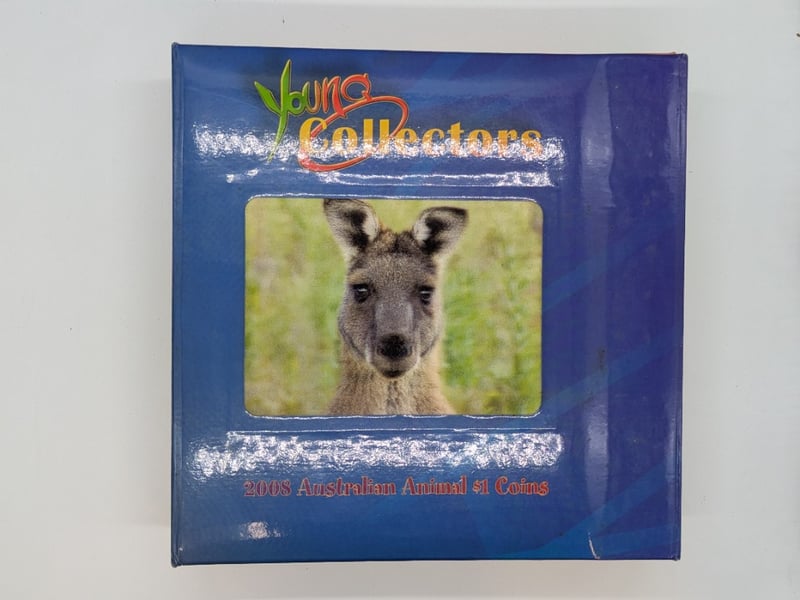 Young
Collectors
2008 Australian Animal $1 Coins